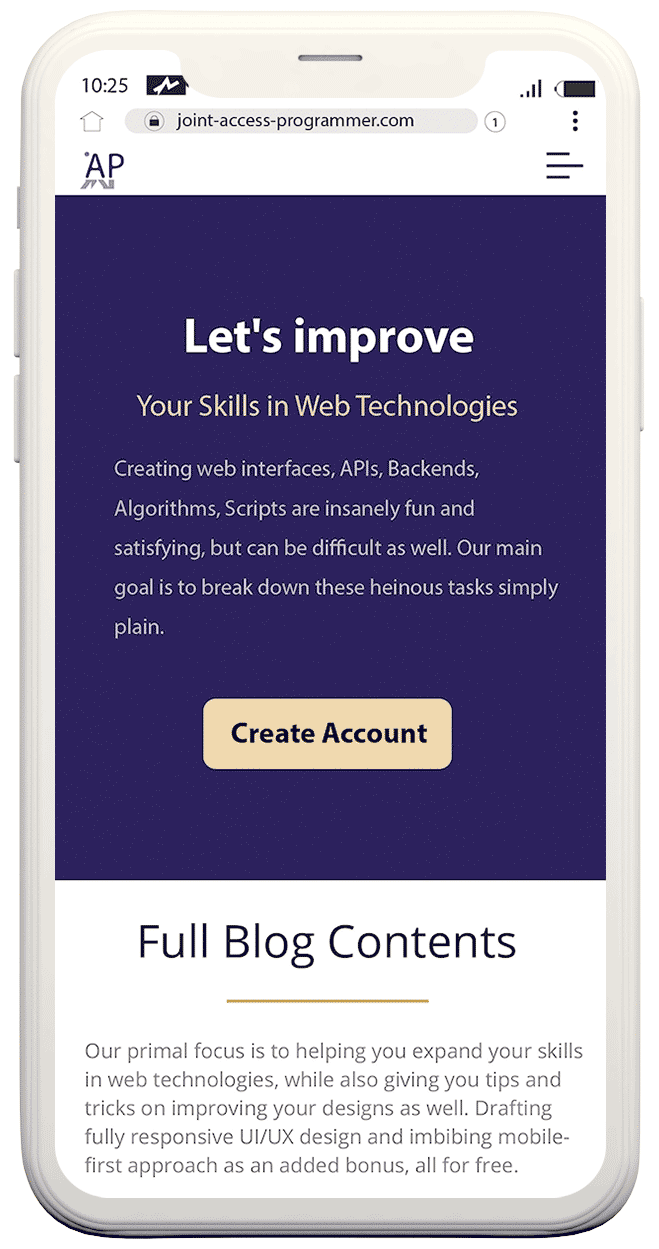 10:25
joint-access-programmer.com
1
AP
Let's improve
Your Skills in Web Technologies
Creating web interfaces, APIs, Backends,
Algorithms, Scripts are insanely fun and
satisfying, but can be difficult as well. Our main
goal is to break down these heinous tasks simply
plain.
Create Account
Full Blog Contents
Our primal focus is to helping you expand your skills
in web technologies, while also giving you tips and
tricks on improving your designs as well. Drafting
fully responsive UI/UX design and imbibing mobile-
first approach as an added bonus, all for free.